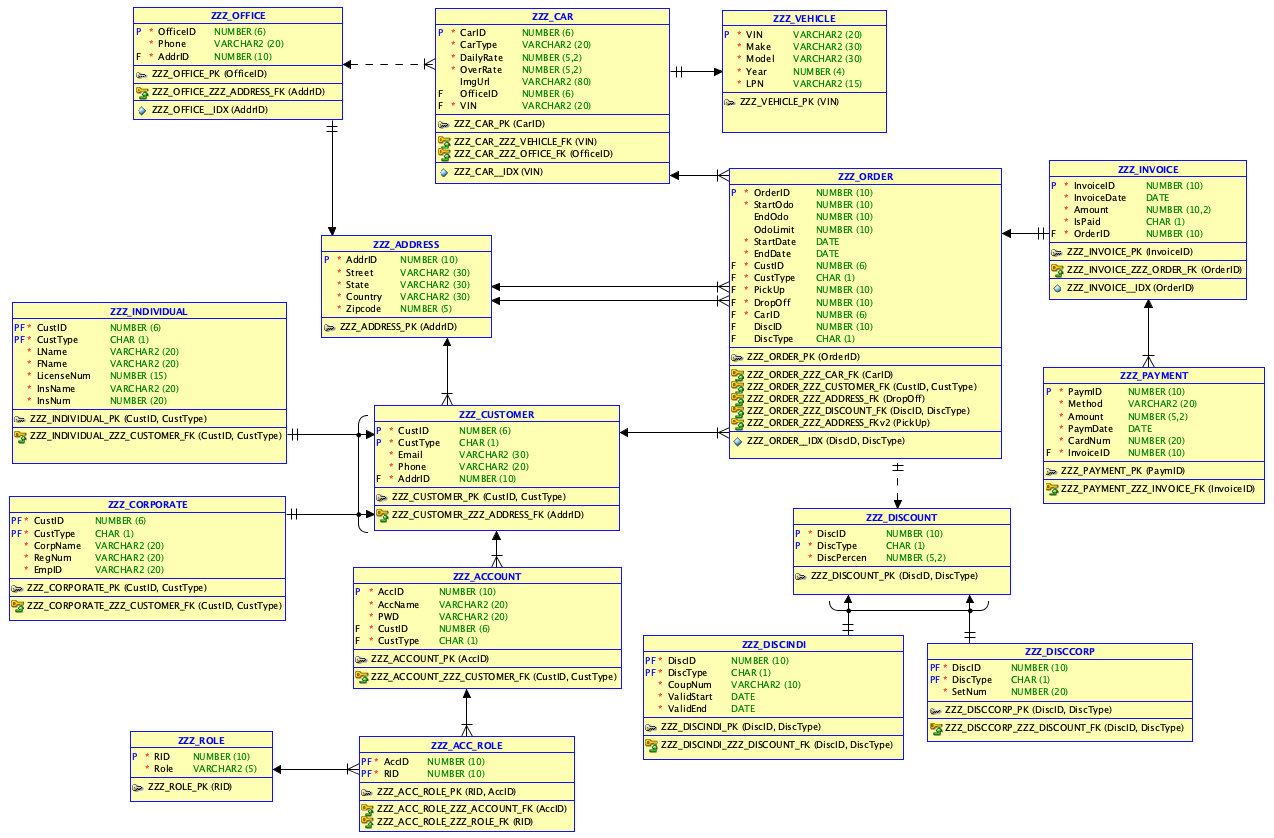 ZZZ_OFFICE
P * OfficeID NUMBER (6)
* Phone VARCHAR2 (20)
F * AddrID NUMBER (10)
ZZZ_OFFICE_PK (OfficeID)
ZZZ_OFFICE_ZZZ_ADDRESS_FK (AddrID)
ZZZ_OFFICE__IDX (AddrID)
ZZZ_CAR
P * CarID NUMBER (6)
* CarType VARCHAR2 (20)
* DailyRate NUMBER (5,2)
* OverRate NUMBER (5,2)
ImgUrl VARCHAR2 (80)
F OfficeID NUMBER (6)
F * VIN VARCHAR2 (20)
ZZZ_CAR_PK (CarID)
ZZZ_CAR_ZZZ_VEHICLE_FK (VIN)
ZZZ_CAR_ZZZ_OFFICE_FK (OfficeID)
ZZZ_CAR__IDX (VIN)
ZZZ_VEHICLE
P * VIN VARCHAR2 (20)
* Make VARCHAR2 (30)
* Model VARCHAR2 (30)
* Year NUMBER (4)
* LPN VARCHAR2 (15)
ZZZ_VEHICLE_PK (VIN)
ZZZ_ORDER
P * OrderID NUMBER (10)
* StartOdo NUMBER (10)
EndOdo NUMBER (10)
OdoLimit NUMBER (10)
* StartDate DATE
* EndDate DATE
F * CustID NUMBER (6)
F * CustType CHAR (1)
F * PickUp NUMBER (10)
F * DropOff NUMBER (10)
F * CarID NUMBER (6)
F DiscID NUMBER (10)
F DiscType CHAR (1)
ZZZ_ORDER_PK (OrderID)
ZZZ_ORDER_ZZZ_CAR_FK (CarID)
ZZZ_ORDER_ZZZ_CUSTOMER_FK (CustID, CustType)
ZZZ_ORDER_ZZZ_ADDRESS_FK (DropOff)
ZZZ_ORDER_ZZZ_DISCOUNT_FK (DiscID, DiscType)
ZZZ_ORDER_ZZZ_ADDRESS_FKv2 (PickUp)
ZZZ_ORDER__IDX (DiscID, DiscType)
ZZZ_INVOICE
P * InvoiceID NUMBER (10)
* InvoiceDate DATE
* Amount NUMBER (10,2)
* IsPaid CHAR (1)
F * OrderID NUMBER (10)
ZZZ_INVOICE_PK (InvoiceID)
ZZZ_INVOICE_ZZZ_ORDER_FK (OrderID)
ZZZ_INVOICE__IDX (OrderID)
ZZZ_ADDRESS
P * AddrID NUMBER (10)
* Street VARCHAR2 (30)
* State VARCHAR2 (30)
* Country VARCHAR2 (30)
* Zipcode NUMBER (5)
ZZZ_ADDRESS_PK (AddrID)
ZZZ_INDIVIDUAL
PF * CustID NUMBER (6)
PF * CustType CHAR (1)
* LName VARCHAR2 (20)
* FName VARCHAR2 (20)
* LicenseNum NUMBER (15)
* InsName VARCHAR2 (20)
* InsNum NUMBER (20)
ZZZ_INDIVIDUAL_PK (CustID, CustType)
ZZZ_INDIVIDUAL_ZZZ_CUSTOMER_FK (CustID, CustType)
ZZZ_PAYMENT
P * PaymID NUMBER (10)
* Method VARCHAR2 (20)
* Amount NUMBER (5,2)
* PaymDate DATE
* CardNum NUMBER (20)
F * InvoiceID NUMBER (10)
ZZZ_PAYMENT_PK (PaymID)
ZZZ_PAYMENT_ZZZ_INVOICE_FK (InvoiceID)
ZZZ_CUSTOMER
P * CustID NUMBER (6)
P * CustType CHAR (1)
* Email VARCHAR2 (30)
* Phone VARCHAR2 (20)
F * AddrID NUMBER (10)
ZZZ_CUSTOMER_PK (CustID, CustType)
ZZZ_CUSTOMER_ZZZ_ADDRESS_FK (AddrID)
ZZZ_CORPORATE
PF * CustID NUMBER (6)
PF * CustType CHAR (1)
* CorpName VARCHAR2 (20)
* RegNum VARCHAR2 (20)
* EmpID VARCHAR2 (20)
ZZZ_CORPORATE_PK (CustID, CustType)
ZZZ_CORPORATE_ZZZ_CUSTOMER_FK (CustID, CustType)
ZZZ_DISCOUNT
P * DiscID NUMBER (10)
P * DiscType CHAR (1)
* DiscPercen NUMBER (5,2)
ZZZ_DISCOUNT_PK (DiscID, DiscType)
ZZZ_ACCOUNT
P * AccID NUMBER (10)
* AccName VARCHAR2 (20)
* PWD VARCHAR2 (20)
F * CustID NUMBER (6)
F * CustType CHAR (1)
ZZZ_ACCOUNT_PK (AccID)
ZZZ_ACCOUNT_ZZZ_CUSTOMER_FK (CustID, CustType)
ZZZ_DISCINDI
PF * DiscID NUMBER (10)
PF * DiscType CHAR (1)
* CoupNum VARCHAR2 (10)
* ValidStart DATE
* ValidEnd DATE
ZZZ_DISCINDI_PK (DiscID, DiscType)
ZZZ_DISCINDI_ZZZ_DISCOUNT_FK (DiscID, DiscType)
ZZZ_DISCCORP
PF * DiscID NUMBER (10)
PF * DiscType CHAR (1)
* SetNum NUMBER (20)
ZZZ_DISCCORP_PK (DiscID, DiscType)
ZZZ_DISCCORP_ZZZ_DISCOUNT_FK (DiscID, DiscType)
ZZZ_ROLE
P * RID NUMBER (10)
* Role VARCHAR2 (5)
ZZZ_ROLE_PK (RID)
ZZZ_ACC_ROLE
PF * AccID NUMBER (10)
PF * RID NUMBER (10)
ZZZ_ACC_ROLE_PK (RID, AccID)
ZZZ_ACC_ROLE_ZZZ_ACCOUNT_FK (AccID)
ZZZ_ACC_ROLE_ZZZ_ROLE_FK (RID)